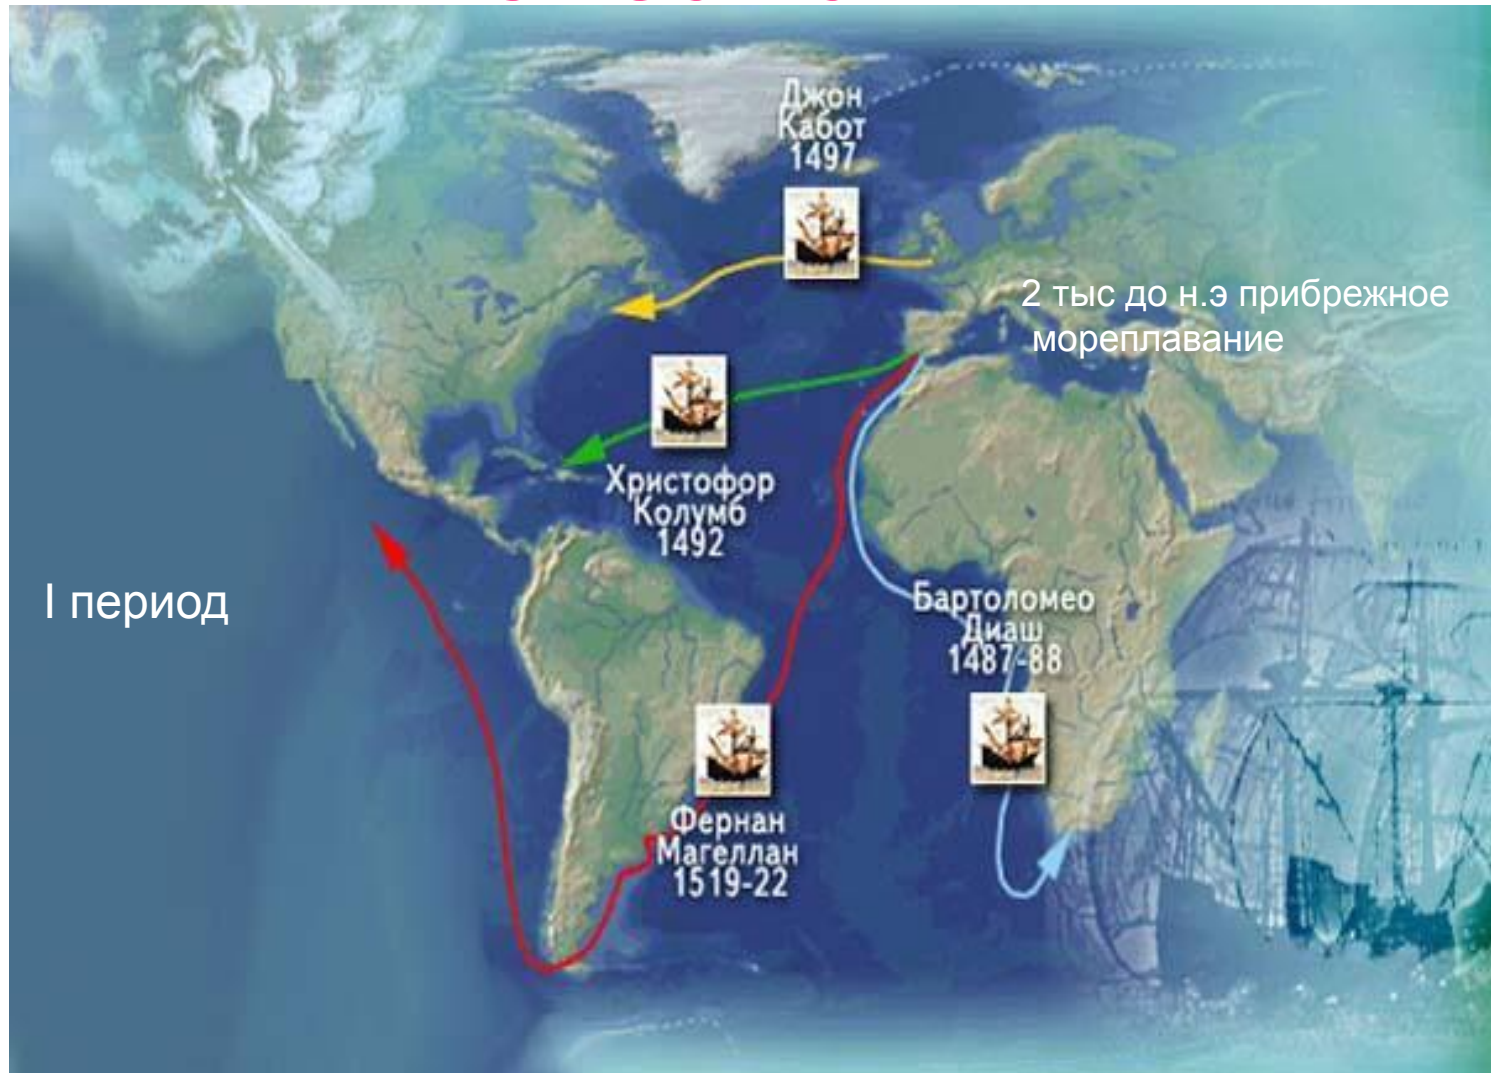 Джон
Кабот
1497
2 тыс до н.э прибрежное
мореплавание
Христофор
Колумб
1492
I период
Бартоломео
Диаш
1487-88
Фернан
Магеллан
1519-22